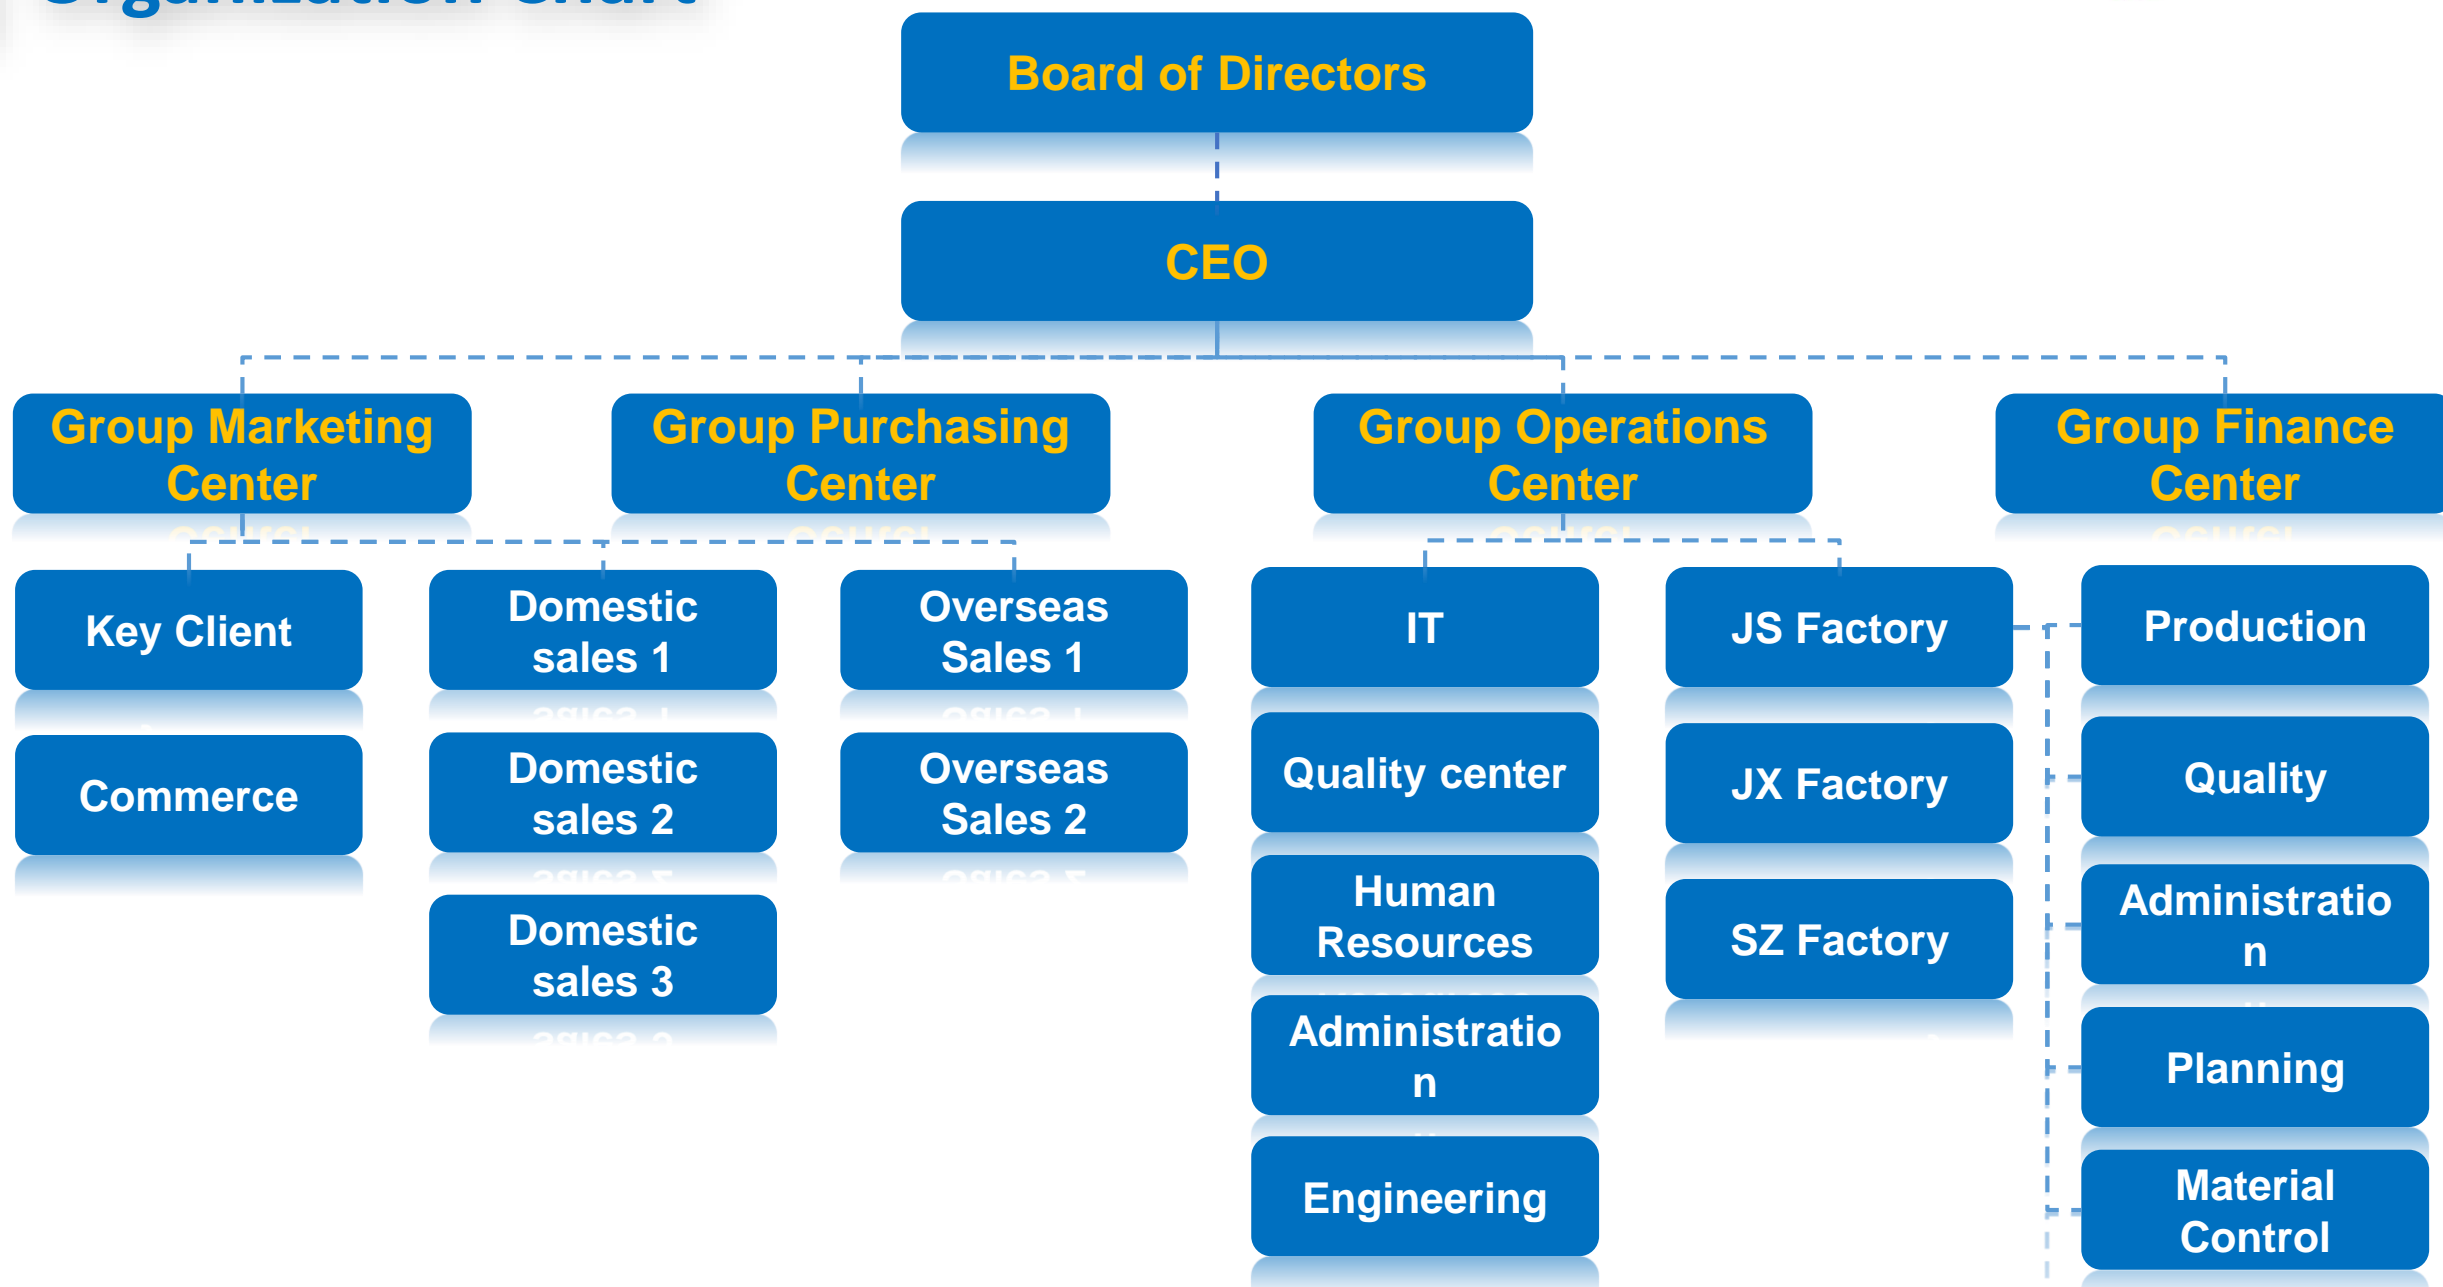 Organization Chart
Board of Directors
CEO
Group Marketing
Center
Group Purchasing
Center
Group Operations
Center
Group Finance
Center
Key Client
Commerce
Domestic
sales 1
Domestic
sales 2
Domestic
sales 3
Overseas
Sales 1
Overseas
Sales 2
IT
Quality center
Human
Resources
Administratio
n
Engineering
JS Factory
JX Factory
SZ Factory
Production
Quality
Administratio
n
Planning
Material
Control